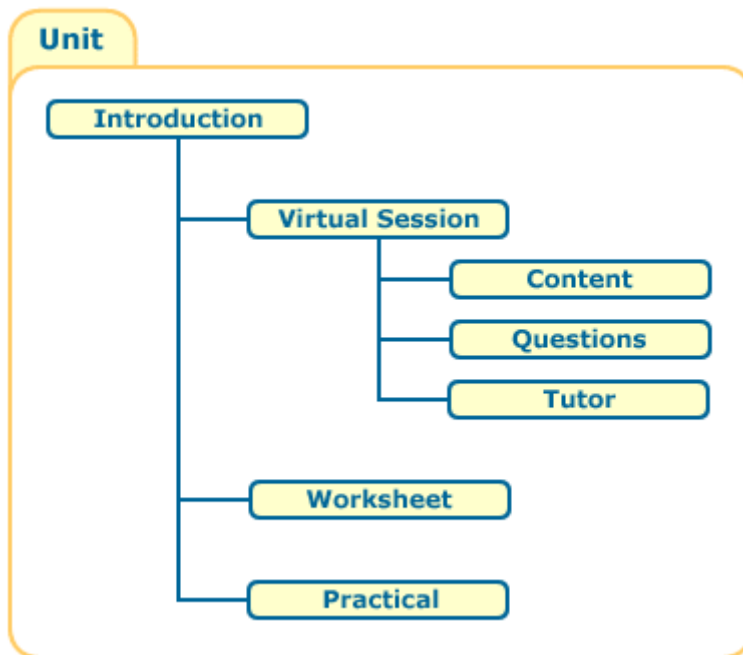 Unit
Introduction
Virtual Session
Content
Questions
Tutor
Worksheet
Practical